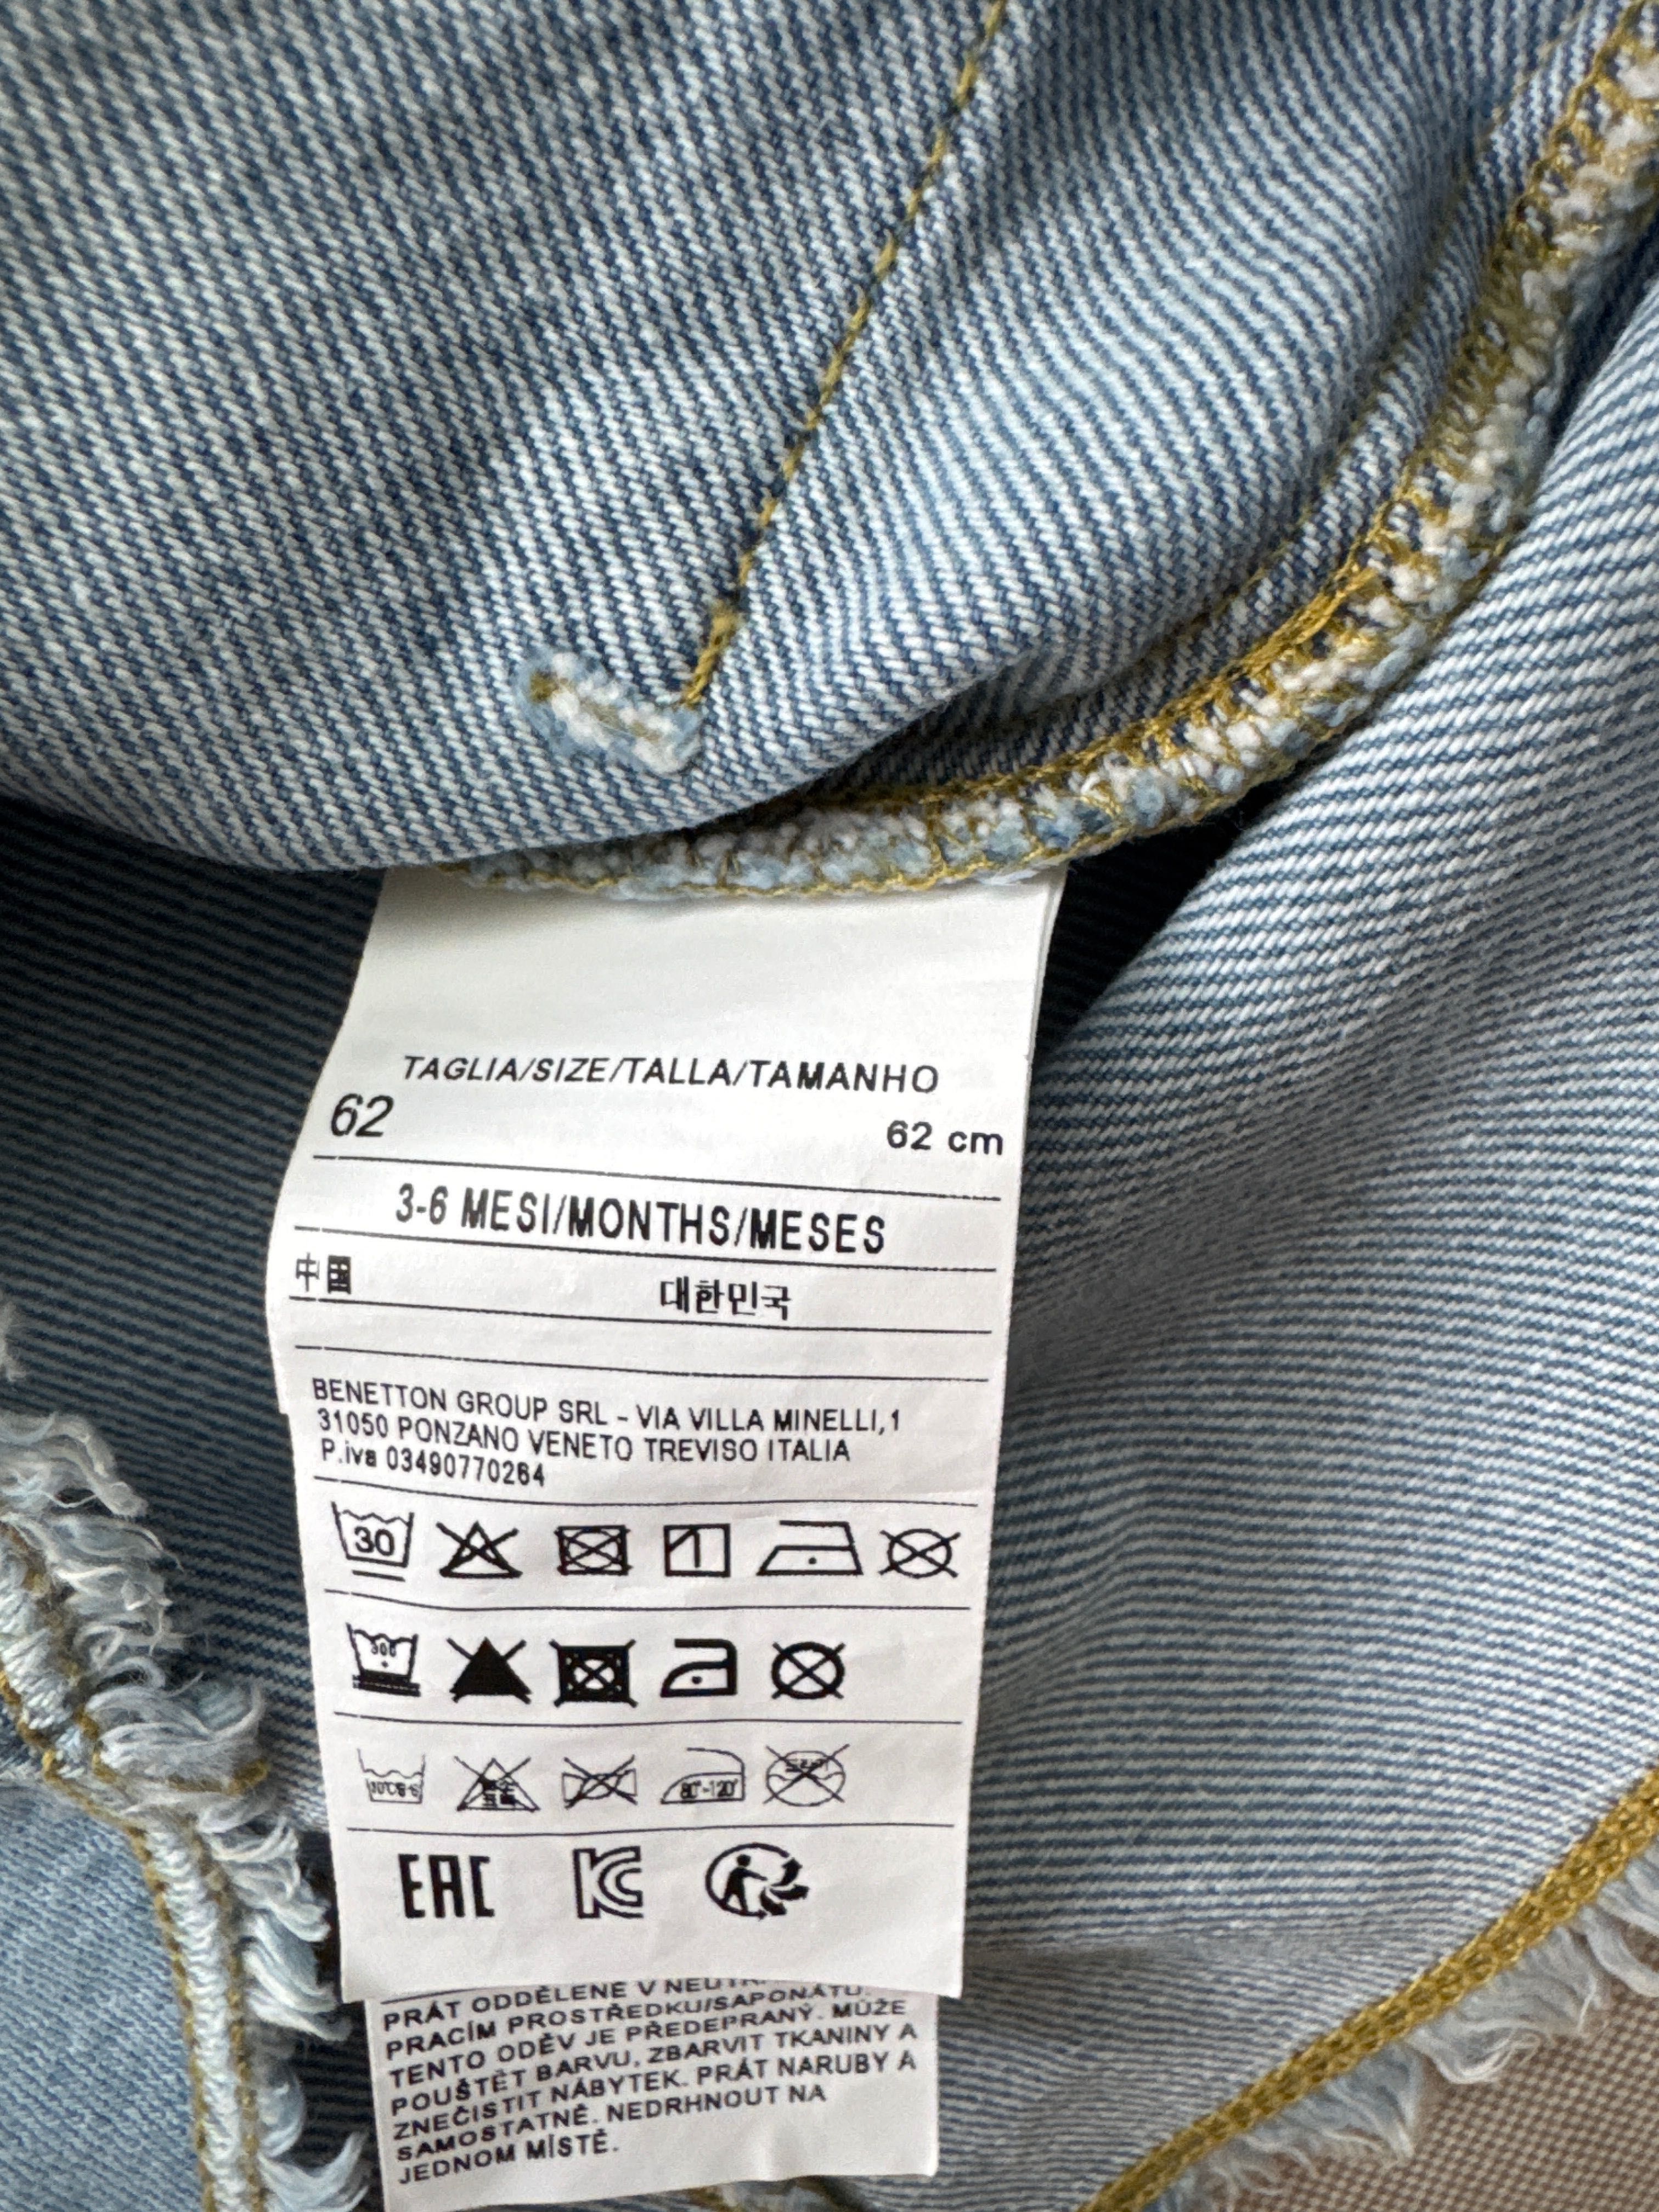 TAGLIA/SIZE/TALLA/TAMANHO
62 62 cm
3-6 MESI/MONTHS/MESES
中国 대한민국
BENETTON GROUP SRL - VIA VILLA MINELLI,1
31050 PONZANO VENETO TREVISO ITALIA
P.iva 03490770264
30
80°-120°
EAC KC
PRÁT ODDĚLENĚ V
PRACÍM PROSTŘEDKU/SAPONÁTU.
TENTO ODĚV JE PŘEDEPRANÝ. MŮŽE
POUŠTĚT BARVU, ZBARVIT TKANINY A
ZNEČISTIT NÁBYTEK. PRÁT NARUBY A
SAMOSTATNĚ. NEDRHNOUT NA
JEDNOM MÍSTĚ.